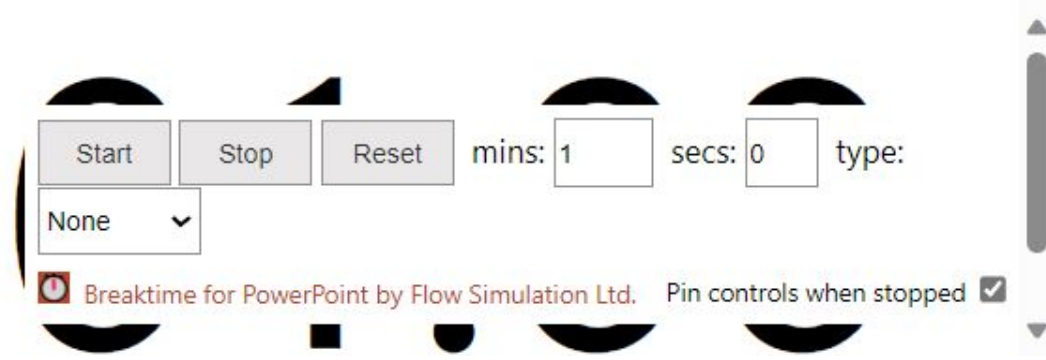 Start Stop Reset mins: 1 secs: 0 type:
None
Breaktime for PowerPoint by Flow Simulation Ltd. Pin controls when stopped